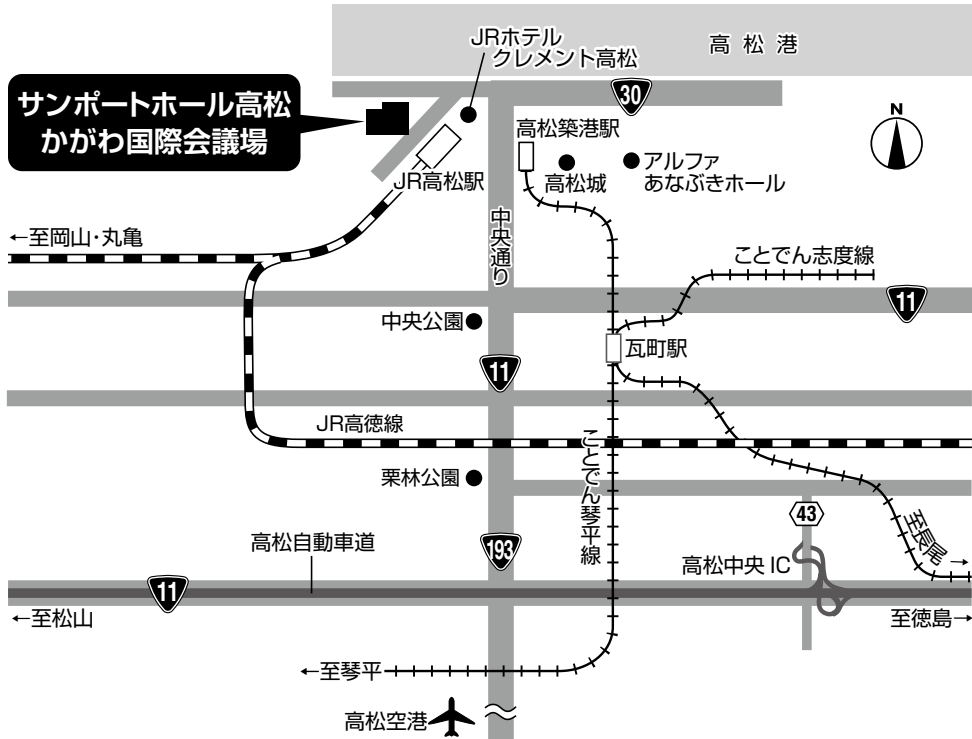 高松港
JRホテル
クレメント高松
サンポートホール高松
かがわ国際会議場
30
N
高松築港駅
アルファ
あなぶきホール
高松城
JR高松駅
中央通り
←至岡山・丸亀
ことでん志度線
11
中央公園
瓦町駅
11
JR高徳線
ことでん琴平線
栗林公園
43
至長尾→
193
高松自動車道
高松中央 IC
11
←至松山
至徳島→
←至琴平
高松空港